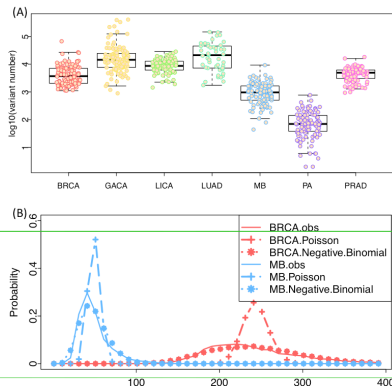 (A)
log10(variant number)
5
4
3
2
1
BRCA GACA LICA LUAD MB PA PRAD
(B)
Probability
0.6
0.4
0.2
0
BRCA.obs
BRCA.Poisson
BRCA.Negative.Binomial
MB.obs
MB.Poisson
MB.Negative.Binomial
100 200 300 400